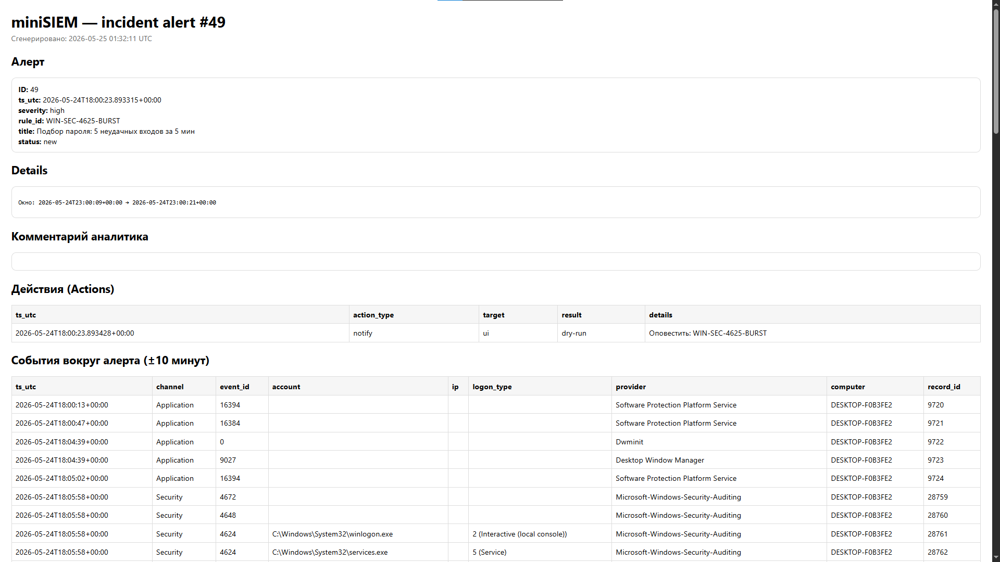 miniSIEM — incident alert #49
Сгенерировано: 2026-05-25 01:32:11 UTC
Алерт
ID: 49
ts_utc: 2026-05-24T18:00:23.893315+00:00
severity: high
rule_id: WIN-SEC-4625-BURST
title: Подбор пароля: 5 неудачных входов за 5 мин
status: new
Details
Окно: 2026-05-24T23:00:09+00:00 → 2026-05-24T23:00:21+00:00
Комментарий аналитика
Действия (Actions)
ts_utc action_type target result details
2026-05-24T18:00:23.893428+00:00 notify ui dry-run Оповестить: WIN-SEC-4625-BURST
События вокруг алерта (±10 минут)
ts_utc channel event_id account ip logon_type provider computer record_id
2026-05-24T18:00:13+00:00 Application 16394 Software Protection Platform Service DESKTOP-F0B3FE2 9720
2026-05-24T18:00:47+00:00 Application 16384 Software Protection Platform Service DESKTOP-F0B3FE2 9721
2026-05-24T18:04:39+00:00 Application 0 Dwminit DESKTOP-F0B3FE2 9722
2026-05-24T18:04:39+00:00 Application 9027 Desktop Window Manager DESKTOP-F0B3FE2 9723
2026-05-24T18:05:02+00:00 Application 16394 Software Protection Platform Service DESKTOP-F0B3FE2 9724
2026-05-24T18:05:58+00:00 Security 4672 Microsoft-Windows-Security-Auditing DESKTOP-F0B3FE2 28759
2026-05-24T18:05:58+00:00 Security 4648 Microsoft-Windows-Security-Auditing DESKTOP-F0B3FE2 28760
2026-05-24T18:05:58+00:00 Security 4624 C:\Windows\System32\winlogon.exe 2 (Interactive (local console)) Microsoft-Windows-Security-Auditing DESKTOP-F0B3FE2 28761
2026-05-24T18:05:58+00:00 Security 4624 C:\Windows\System32\services.exe 5 (Service) Microsoft-Windows-Security-Auditing DESKTOP-F0B3FE2 28762